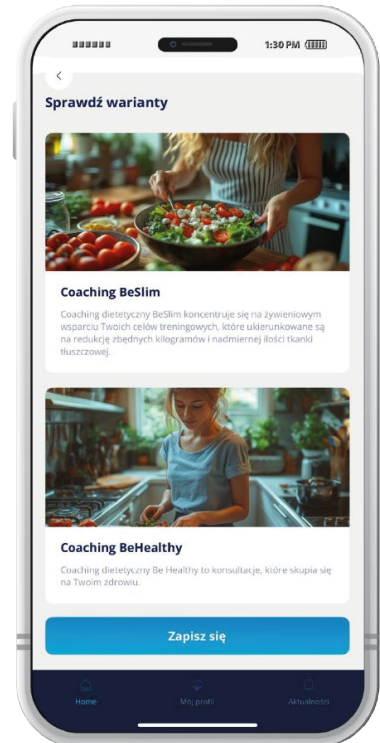 1:30 PM
Sprawdź warianty
Coaching BeSlim
Coaching dietetyczny BeSlim koncentruje się na żywieniowym
wsparciu Twoich celów treningowych, które ukierunkowane są
na redukcję zbędnych kilogramów i nadmiernej ilości tkanki
tłuszczowej.
Coaching BeHealthy
Coaching dietetyczny Be Healthy to konsultacje, które skupia się
na Twoim zdrowiu.
Zapisz się
Home Mój profil Aktualności